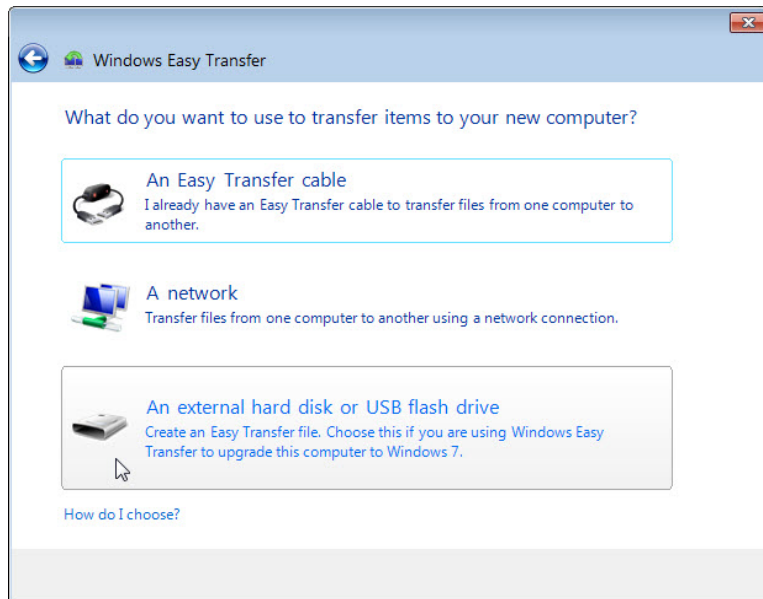 Windows Easy Transfer
What do you want to use to transfer items to your new computer?
An Easy Transfer cable
I already have an Easy Transfer cable to transfer files from one computer to
another.
A network
Transfer files from one computer to another using a network connection.
An external hard disk or USB flash drive
Create an Easy Transfer file. Choose this if you are using Windows Easy
Transfer to upgrade this computer to Windows 7.
How do I choose?